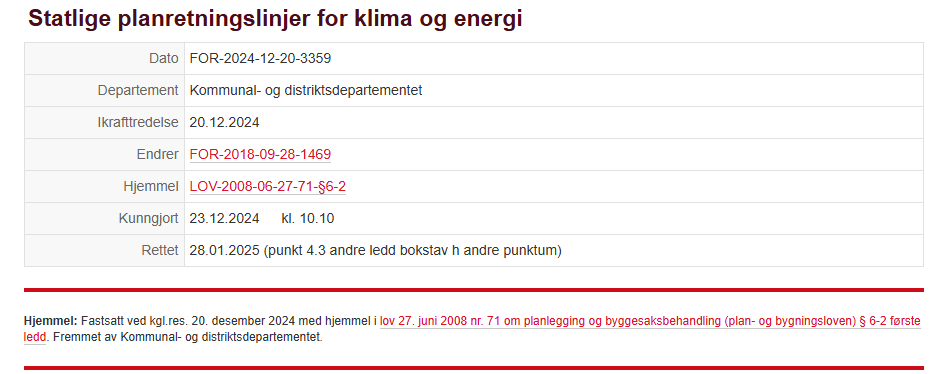 Statlige planretningslinjer for klima og energi
Dato FOR-2024-12-20-3359
Departement Kommunal- og distriktsdepartementet
Ikrafttredelse 20.12.2024
Endrer FOR-2018-09-28-1469
Hjemmel LOV-2008-06-27-71-§6-2
Kunngjort 23.12.2024 kl. 10.10
Rettet 28.01.2025 (punkt 4.3 andre ledd bokstav h andre punktum)
Hjemmel: Fastsatt ved kgl.res. 20. desember 2024 med hjemmel i lov 27. juni 2008 nr. 71 om planlegging og byggesaksbehandling (plan- og bygningsloven) § 6-2 første
ledd. Fremmet av Kommunal- og distriktsdepartementet.